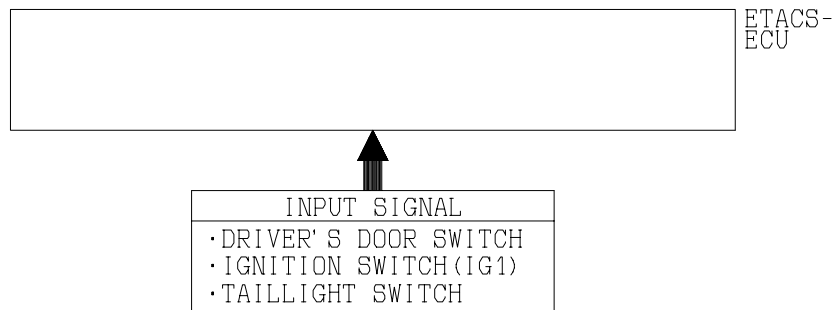 ETACS-
ECU
INPUT SIGNAL
·DRIVER'S DOOR SWITCH
·IGNITION SWITCH(IG1)
·TAILLIGHT SWITCH